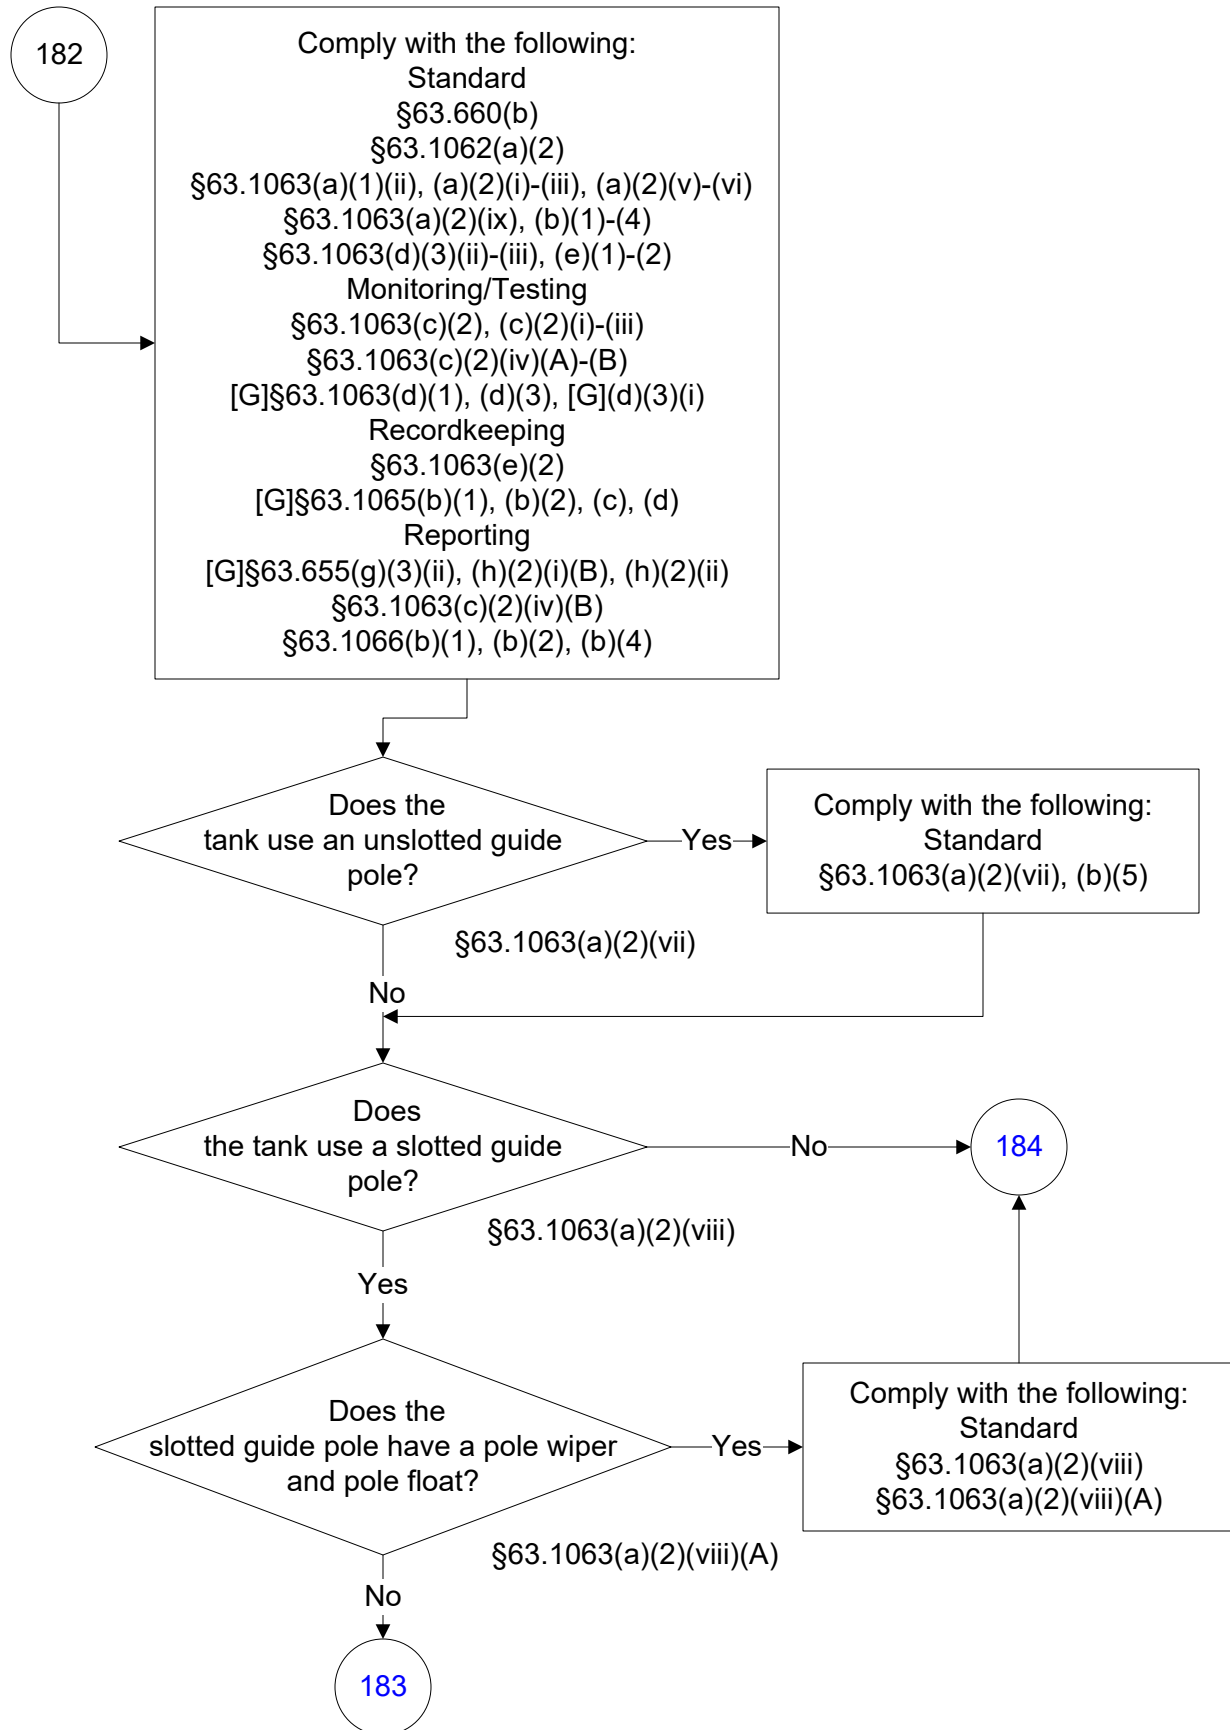 182
Comply with the following:
Standard
§63.660(b)
§63.1062(a)(2)
§63.1063(a)(1)(ii), (a)(2)(i)-(iii), (a)(2)(v)-(vi)
§63.1063(a)(2)(ix), (b)(1)-(4)
§63.1063(d)(3)(ii)-(iii), (e)(1)-(2)
Monitoring/Testing
§63.1063(c)(2), (c)(2)(i)-(iii)
§63.1063(c)(2)(iv)(A)-(B)
[G]§63.1063(d)(1), (d)(3), [G](d)(3)(i)
Recordkeeping
§63.1063(e)(2)
[G]§63.1065(b)(1), (b)(2), (c), (d)
Reporting
[G]§63.655(g)(3)(ii), (h)(2)(i)(B), (h)(2)(ii)
§63.1063(c)(2)(iv)(B)
§63.1066(b)(1), (b)(2), (b)(4)
Does the
tank use an unslotted guide
pole?
Yes
Comply with the following:
Standard
§63.1063(a)(2)(vii), (b)(5)
§63.1063(a)(2)(vii)
No
Does
the tank use a slotted guide
pole?
No
184
§63.1063(a)(2)(viii)
Yes
Does the
slotted guide pole have a pole wiper
and pole float?
Yes
Comply with the following:
Standard
§63.1063(a)(2)(viii)
§63.1063(a)(2)(viii)(A)
§63.1063(a)(2)(viii)(A)
No
183